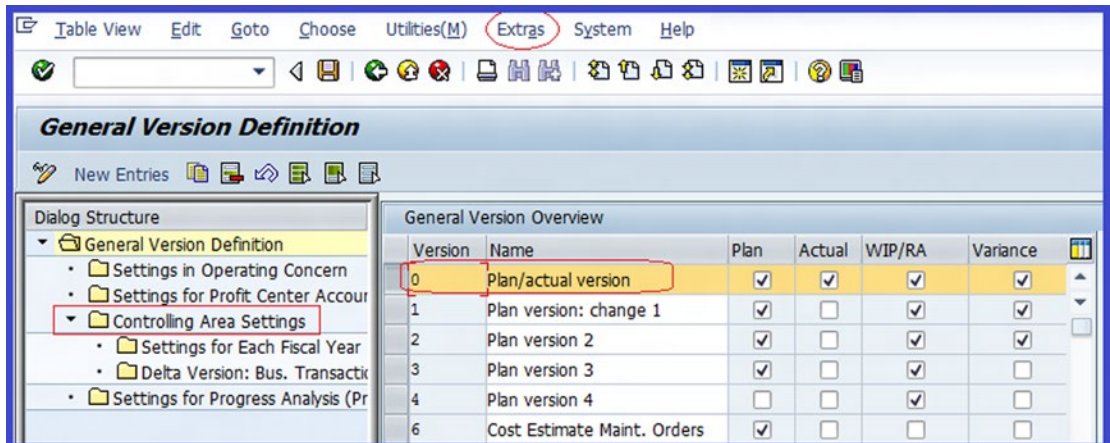 Table View Edit Goto Choose Utilities(M) Extras System Help
General Version Definition
New Entries
Dialog Structure
General Version Definition
Settings in Operating Concern
Settings for Profit Center Accour
Controlling Area Settings
Settings for Each Fiscal Year
Delta Version: Bus. Transactic
Settings for Progress Analysis (Pr
General Version Overview
Version Name Plan Actual WIP/RA Variance
0 Plan/actual version
1 Plan version: change 1
2 Plan version 2
3 Plan version 3
4 Plan version 4
6 Cost Estimate Maint. Orders